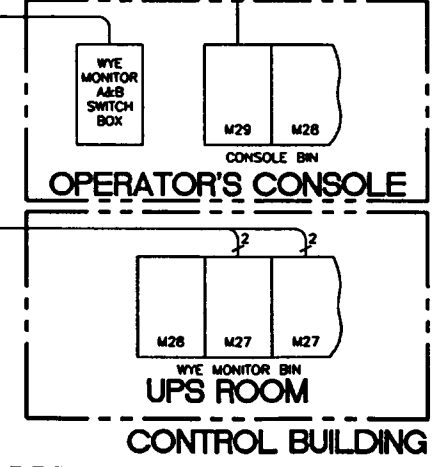 WYE
MONITOR
A&B
SWITCH
BOX
M29 M28
CONSOLE BIN
OPERATOR'S CONSOLE
2 2
M28 M27 M27
WYE MONITOR BIN
UPS ROOM
CONTROL BUILDING